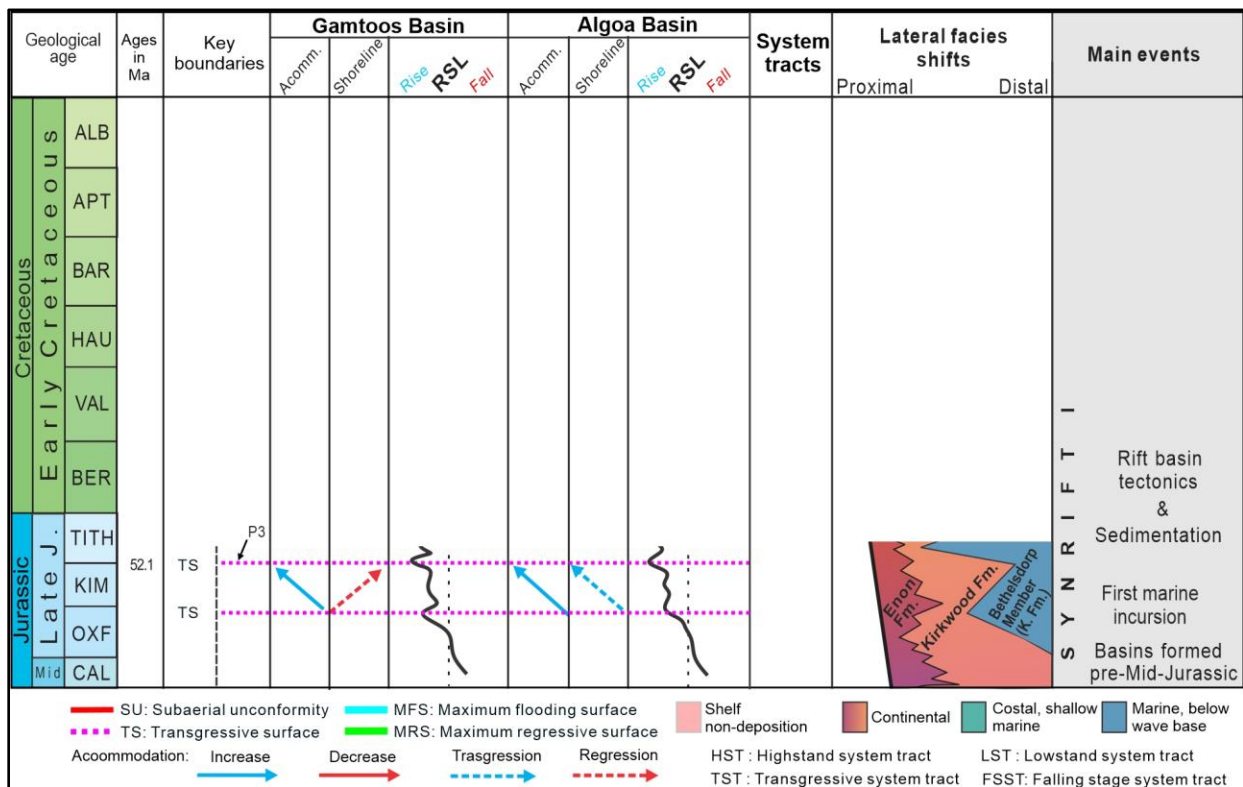 Geological age
Ages in Ma
Key boundaries
Gamtoos Basin
Acomm.
Shoreline
Rise
RSL
Fall
Algoa Basin
Acomm.
Shoreline
Rise
RSL
Fall
System tracts
Lateral facies shifts
Proximal
Distal
Main events
Cretaceous
Early Cretaceous
ALB
APT
BAR
HAU
VAL
BER
Jurassic
Late J.
TITH
KIM
OXF
Mid
CAL
52.1
P3
TS
TS
Enon Fm.
Kirkwood Fm.
Bethelsdorp Member (K. Fm.)
SYNRIFT I
Rift basin
tectonics
&
Sedimentation
First marine
incursion
Basins formed
pre-Mid-Jurassic
SU: Subaerial unconformity
MFS: Maximum flooding surface
TS: Transgressive surface
MRS: Maximum regressive surface
Shelf
non-deposition
Continental
Costal, shallow
marine
Marine, below
wave base
Acoommodation:
Increase
Decrease
Trasgression
Regression
HST : Highstand system tract
LST : Lowstand system tract
TST : Transgressive system tract
FSST: Falling stage system tract